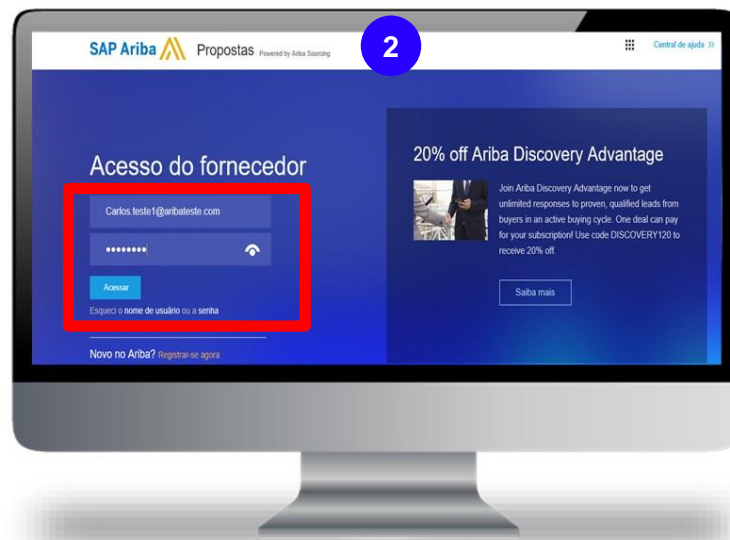 SAP Ariba Propostas Powered by Ariba Sourcing
2
Central de ajuda »
Acesso do fornecedor
Carlos.teste1@aribateste.com
••••••••
Acessar
Esqueci o nome de usuário ou a senha
Novo no Ariba? Registrar-se agora
20% off Ariba Discovery Advantage
Join Ariba Discovery Advantage now to get
unlimited responses to proven, qualified leads from
buyers in an active buying cycle. One deal can pay
for your subscription! Use code DISCOVERY120 to
receive 20% off.
Saiba mais